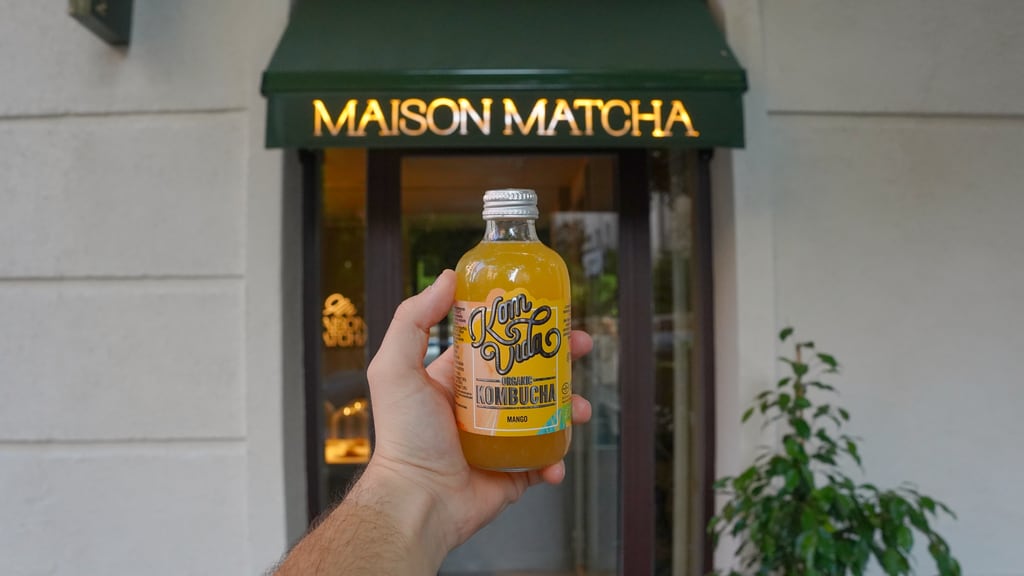 MAISON MATCHA
Kom
Vida
ORGANIC
KOMBUCHA
MANGO